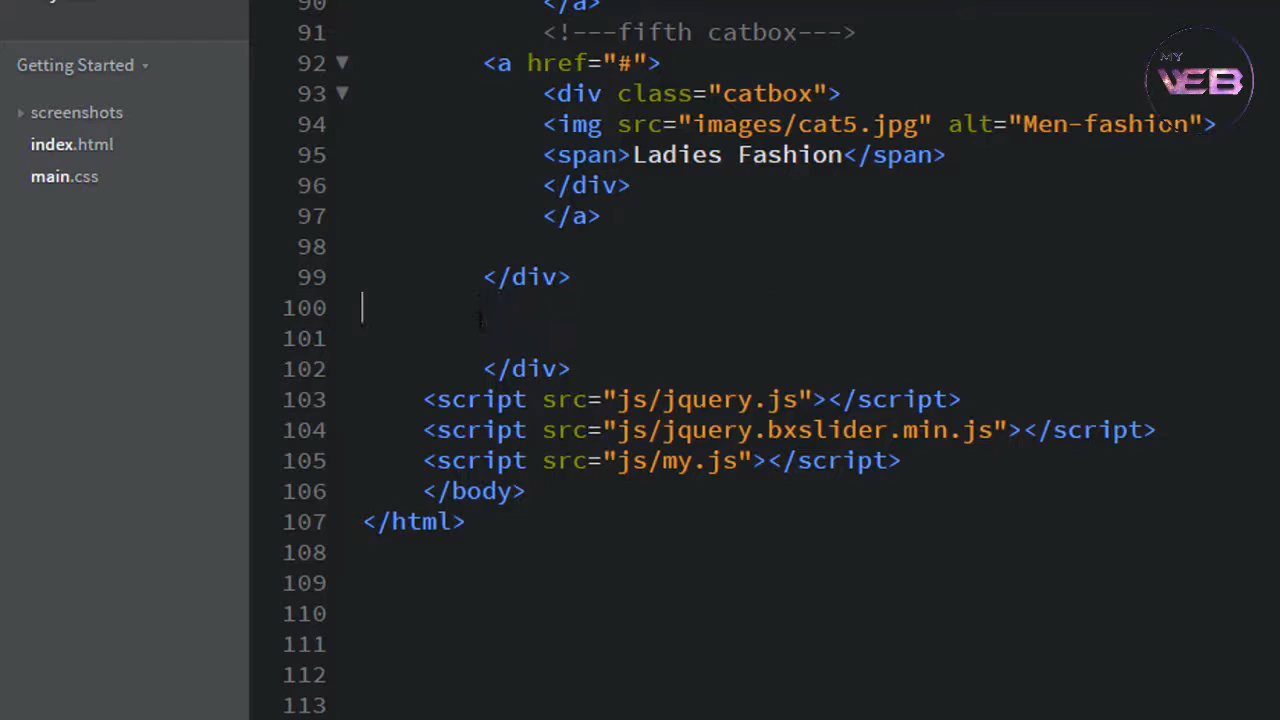 90 </a>
91 <!---fifth catbox--->
92 <a href="#">
93 <div class="catbox">
94 <img src="images/cat5.jpg" alt="Men-fashion">
95 <span>Ladies Fashion</span>
96 </div>
97 </a>
98
99 </div>
100
101
102 </div>
103 <script src="js/jquery.js"></script>
104 <script src="js/jquery.bxslider.min.js"></script>
105 <script src="js/my.js"></script>
106 </body>
107 </html>
108
109
110
111
112
113
Getting Started
screenshots
index.html
main.css
MY
WEB